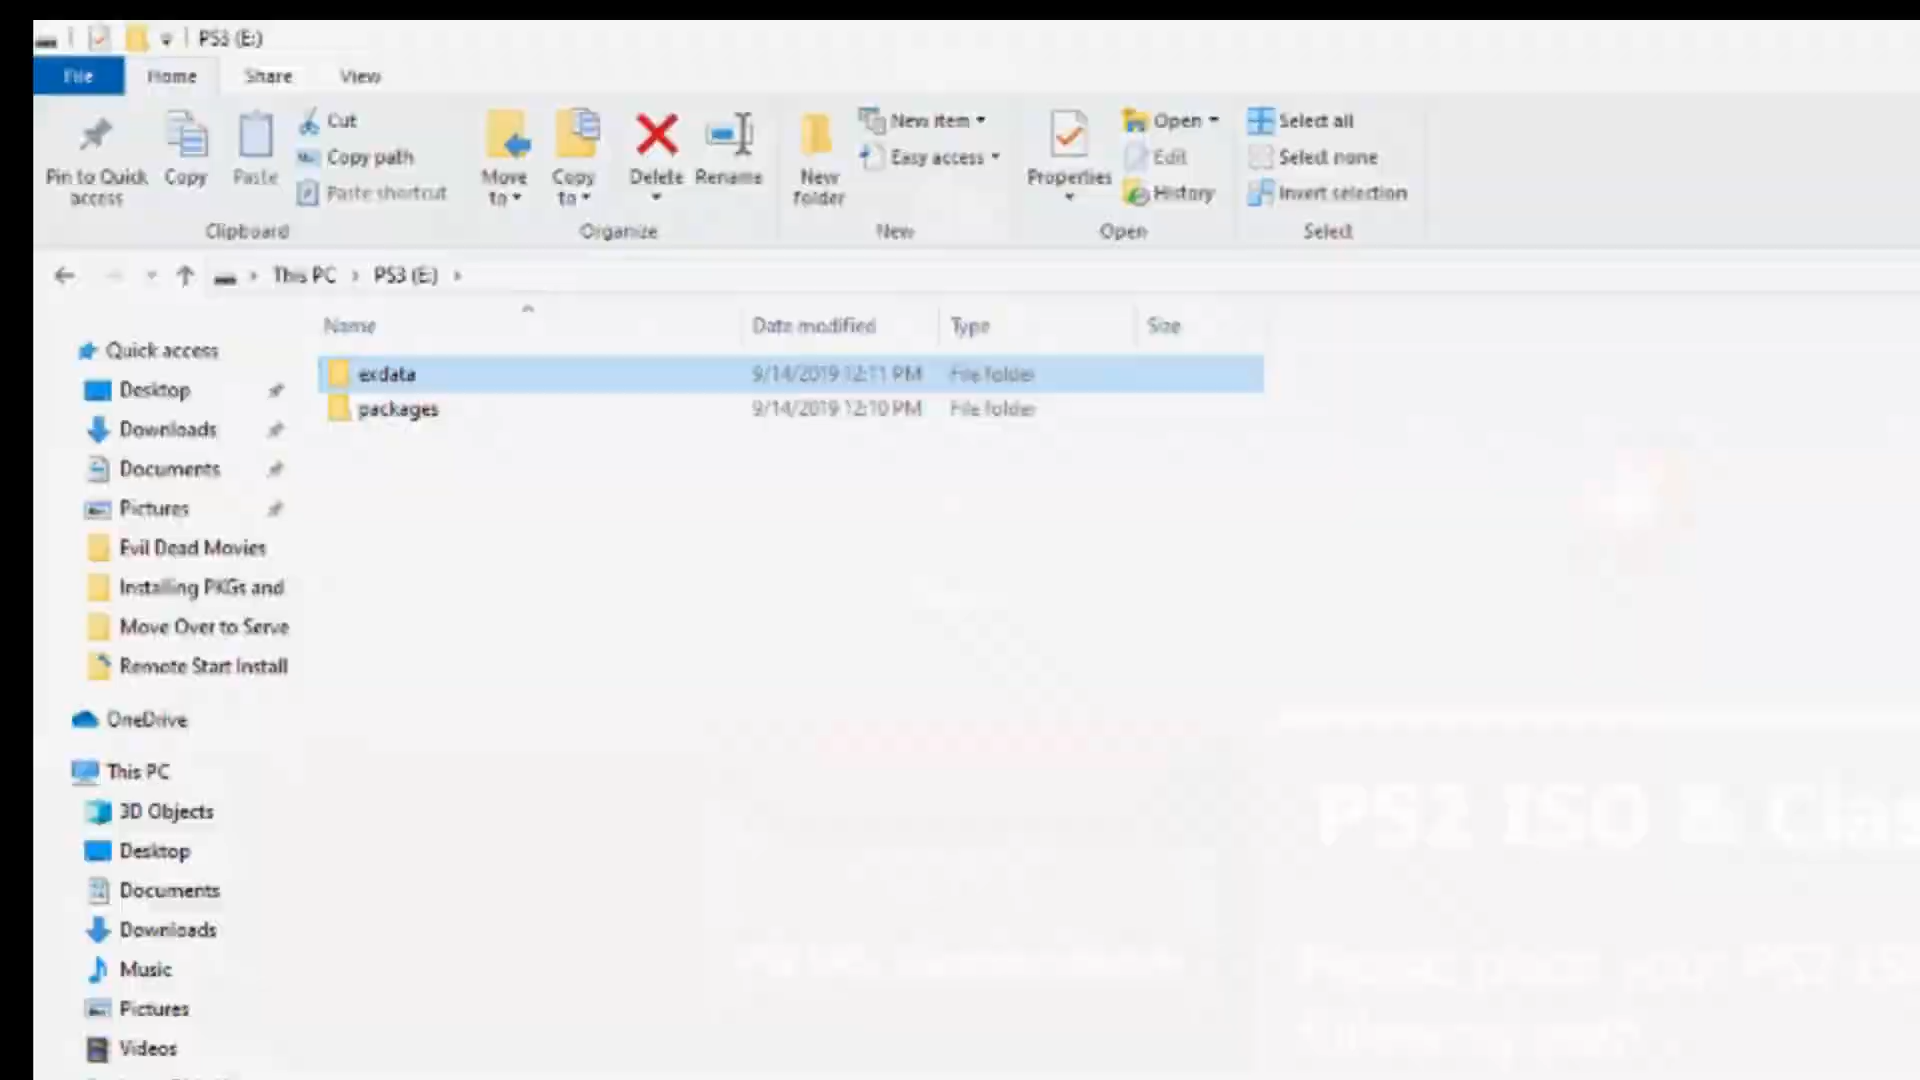 PS3 (E:)
File Home Share View
Pin to Quick access
Copy
Paste
Cut
Copy path
Paste shortcut
Clipboard
Move to
Copy to
Delete
Rename
Organize
New folder
New item
Easy access
New
Properties
Open
Edit
History
Open
Select all
Select none
Invert selection
Select
This PC > PS3 (E:) >
Name Date modified Type Size
exdata 9/14/2019 12:11 PM File folder
packages 9/14/2019 12:10 PM File folder
Quick access
Desktop
Downloads
Documents
Pictures
Evil Dead Movies
Installing PKGs and
Move Over to Serve
Remote Start Install
OneDrive
This PC
3D Objects
Desktop
Documents
Downloads
Music
Pictures
Videos
PS2 ISO & Clas